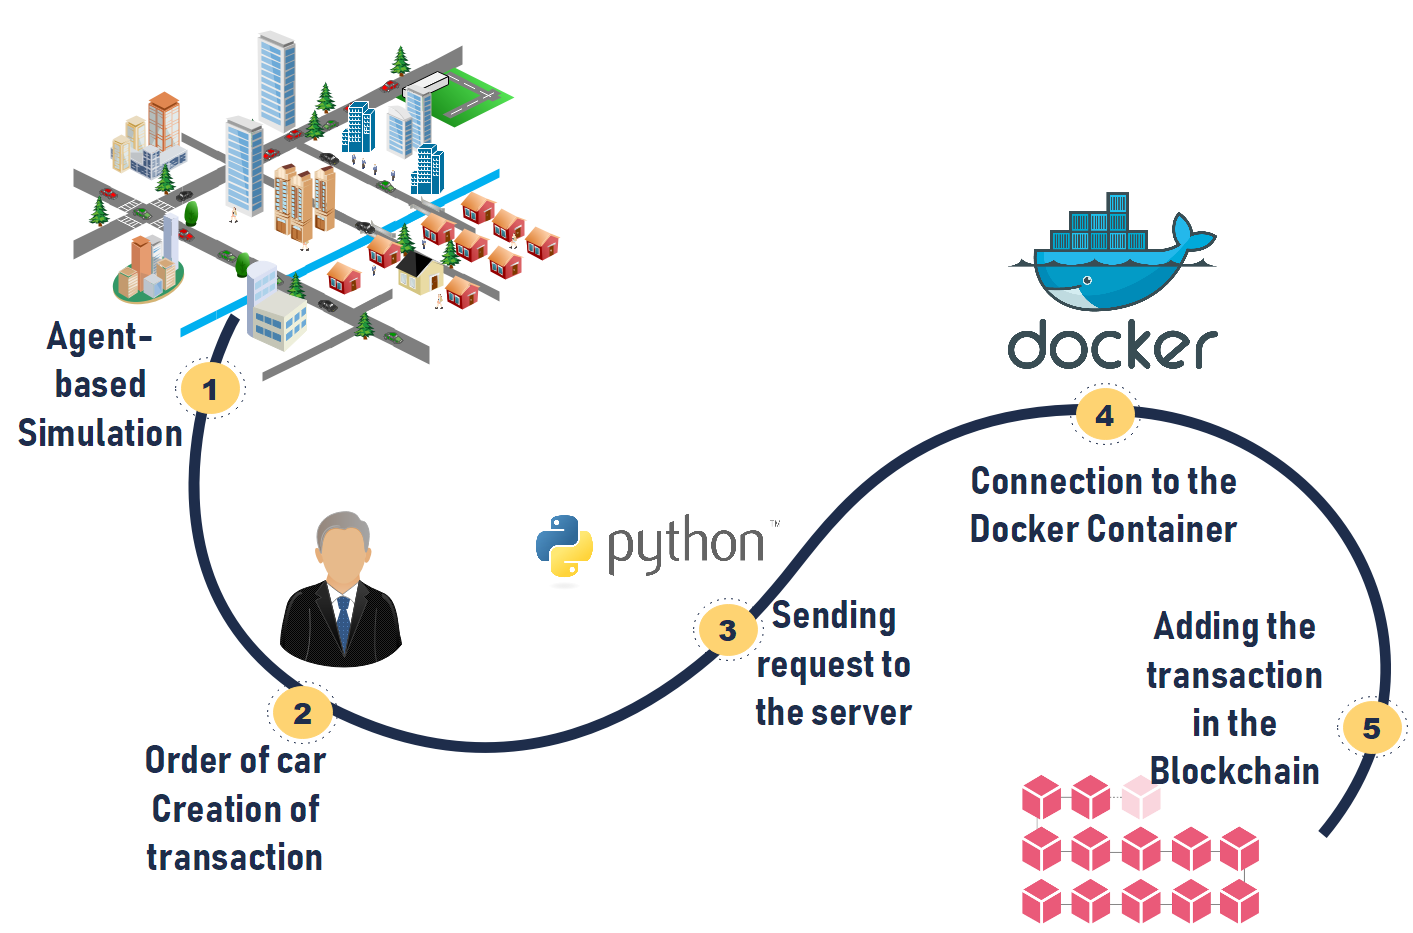 Agent-
based
Simulation
1
2
Order of car
Creation of
transaction
python™
3
Sending
request to
the server
docker
4
Connection to the
Docker Container
Adding the
transaction
in the
Blockchain
5